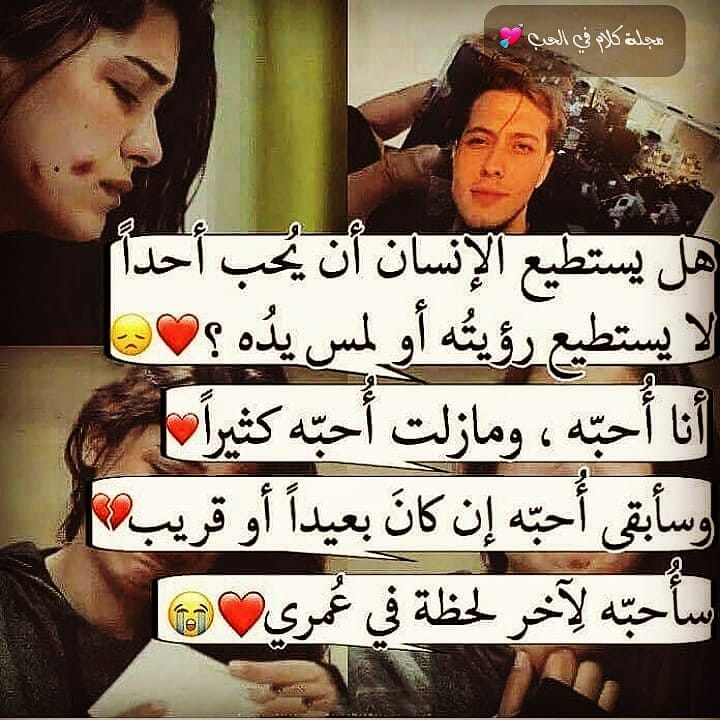 مجلة كلام في الحب 💘
هل يستطيع الإنسان أن يُحب أحداً
لا يستطيع رؤيتُه أو لمس يدُه ؟❤️😞
أنا أُحبّه ، ومازلت أُحبّه كثيراً❤️
وسأبقى أُحبّه إن كانَ بعيداً أو قريب💔
سأُحبّه لِآخر لحظة في عُمري❤️😭